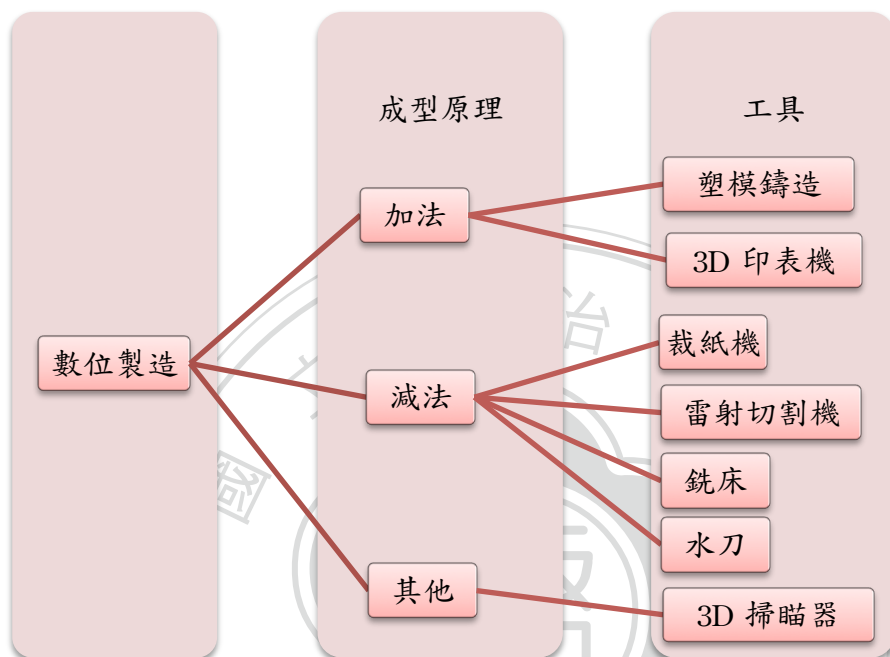 成型原理
工具
數位製造
加法
塑模鑄造
3D 印表機
減法
裁紙機
雷射切割機
銑床
水刀
其他
3D 掃瞄器
治
國